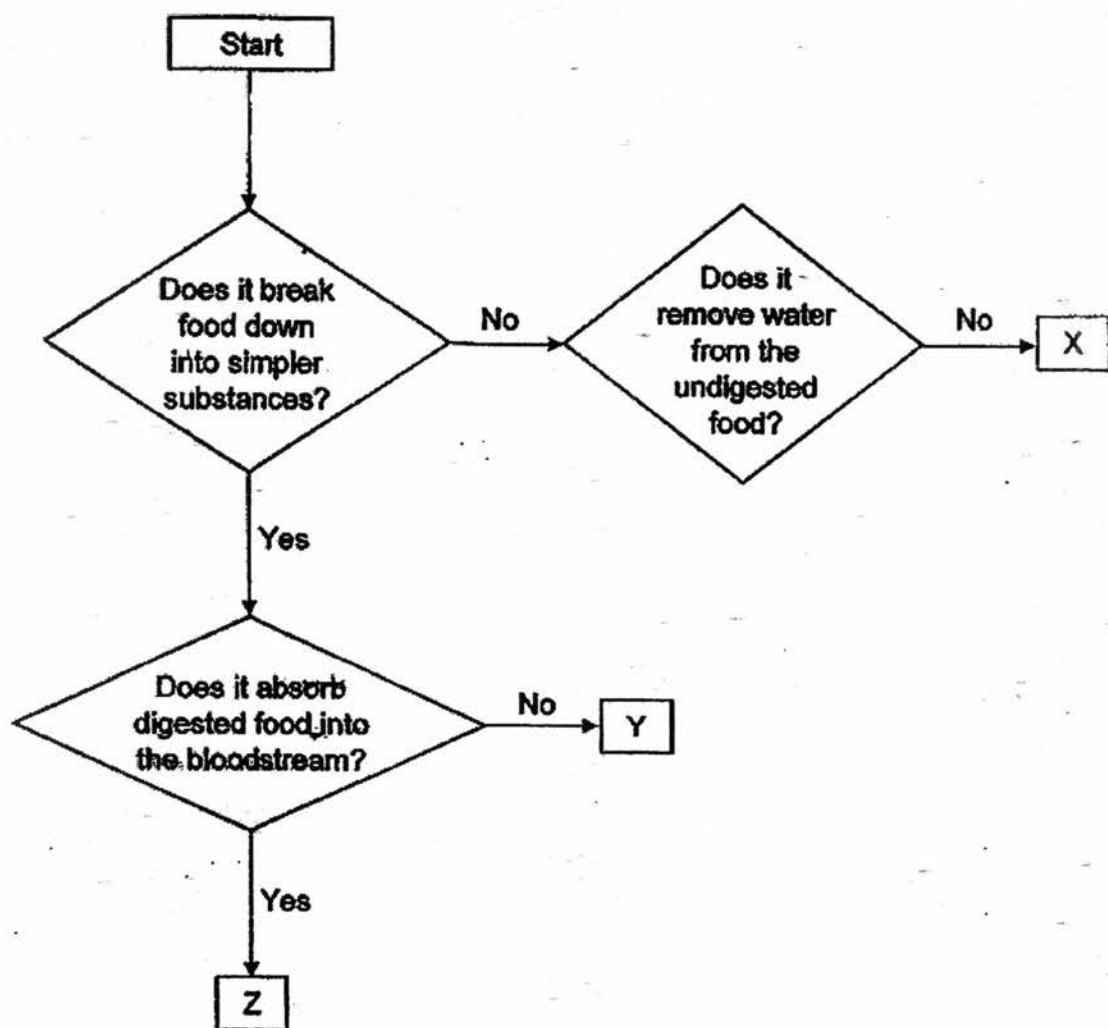 Start
Does it break
food down
into simpler
substances?
No
Does it
remove water
from the
undigested
food?
No
X
Yes
Does it absorb
digested food into
the bloodstream?
No
Y
Yes
Z